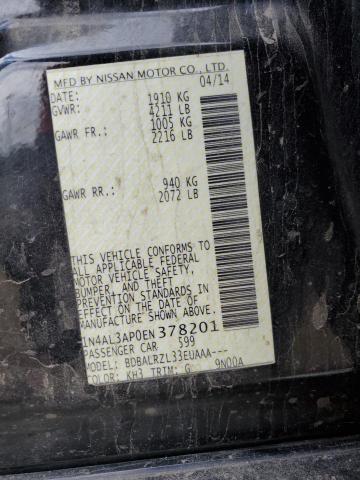 MFD BY NISSAN MOTOR CO., LTD.
04/14
DATE:
GVWR: 1910 KG
4211 LB
GAWR FR.: 1005 KG
2216 LB
GAWR RR.: 940 KG
2072 LB
THIS VEHICLE CONFORMS TO
ALL APPLICABLE FEDERAL
MOTOR VEHICLE SAFETY,
BUMPER, AND THEFT
PREVENTION STANDARDS IN
EFFECT ON THE DATE OF
MANUFACTURE SHOWN ABOVE.
1N4AL3AP0EN378201
PASSENGER CAR 599
MODEL: BDBALRZL33EUAAA---
COLOR: KH3 TRIM: G 9N00A